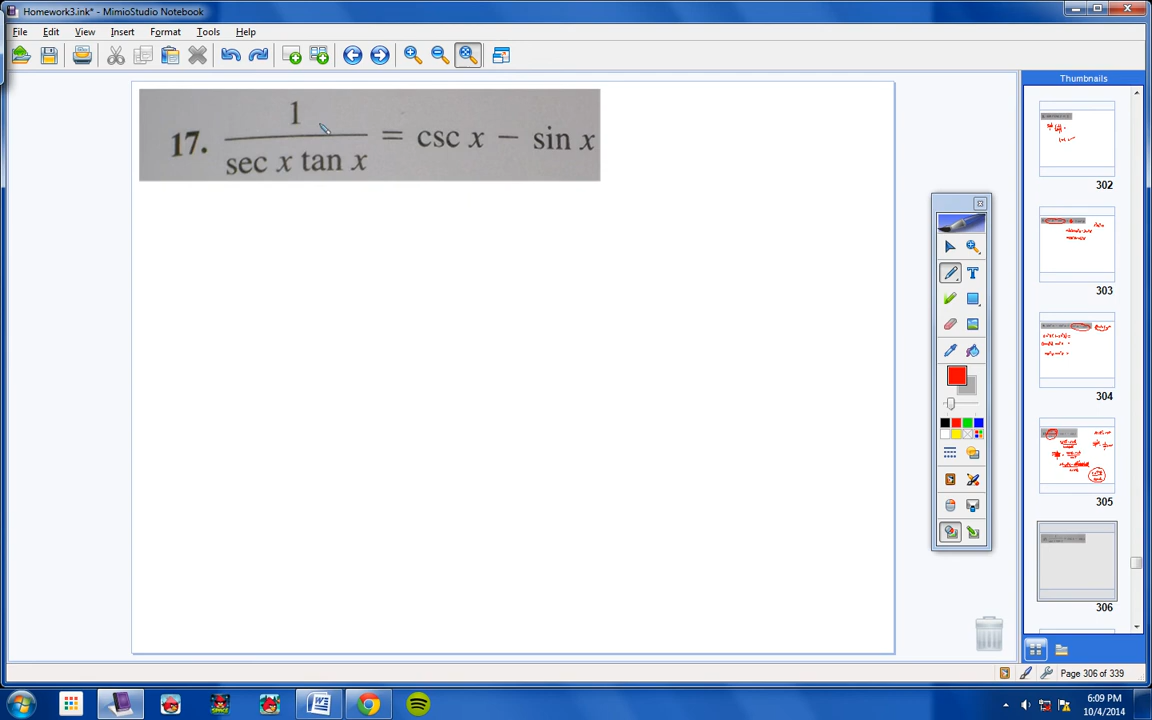 Homework3.ink* - MimioStudio Notebook
File Edit View Insert Format Tools Help
Thumbnails
17. 1 / sec x tan x = csc x − sin x
302
303
304
305
306
Page 306 of 339
6:09 PM
10/4/2014